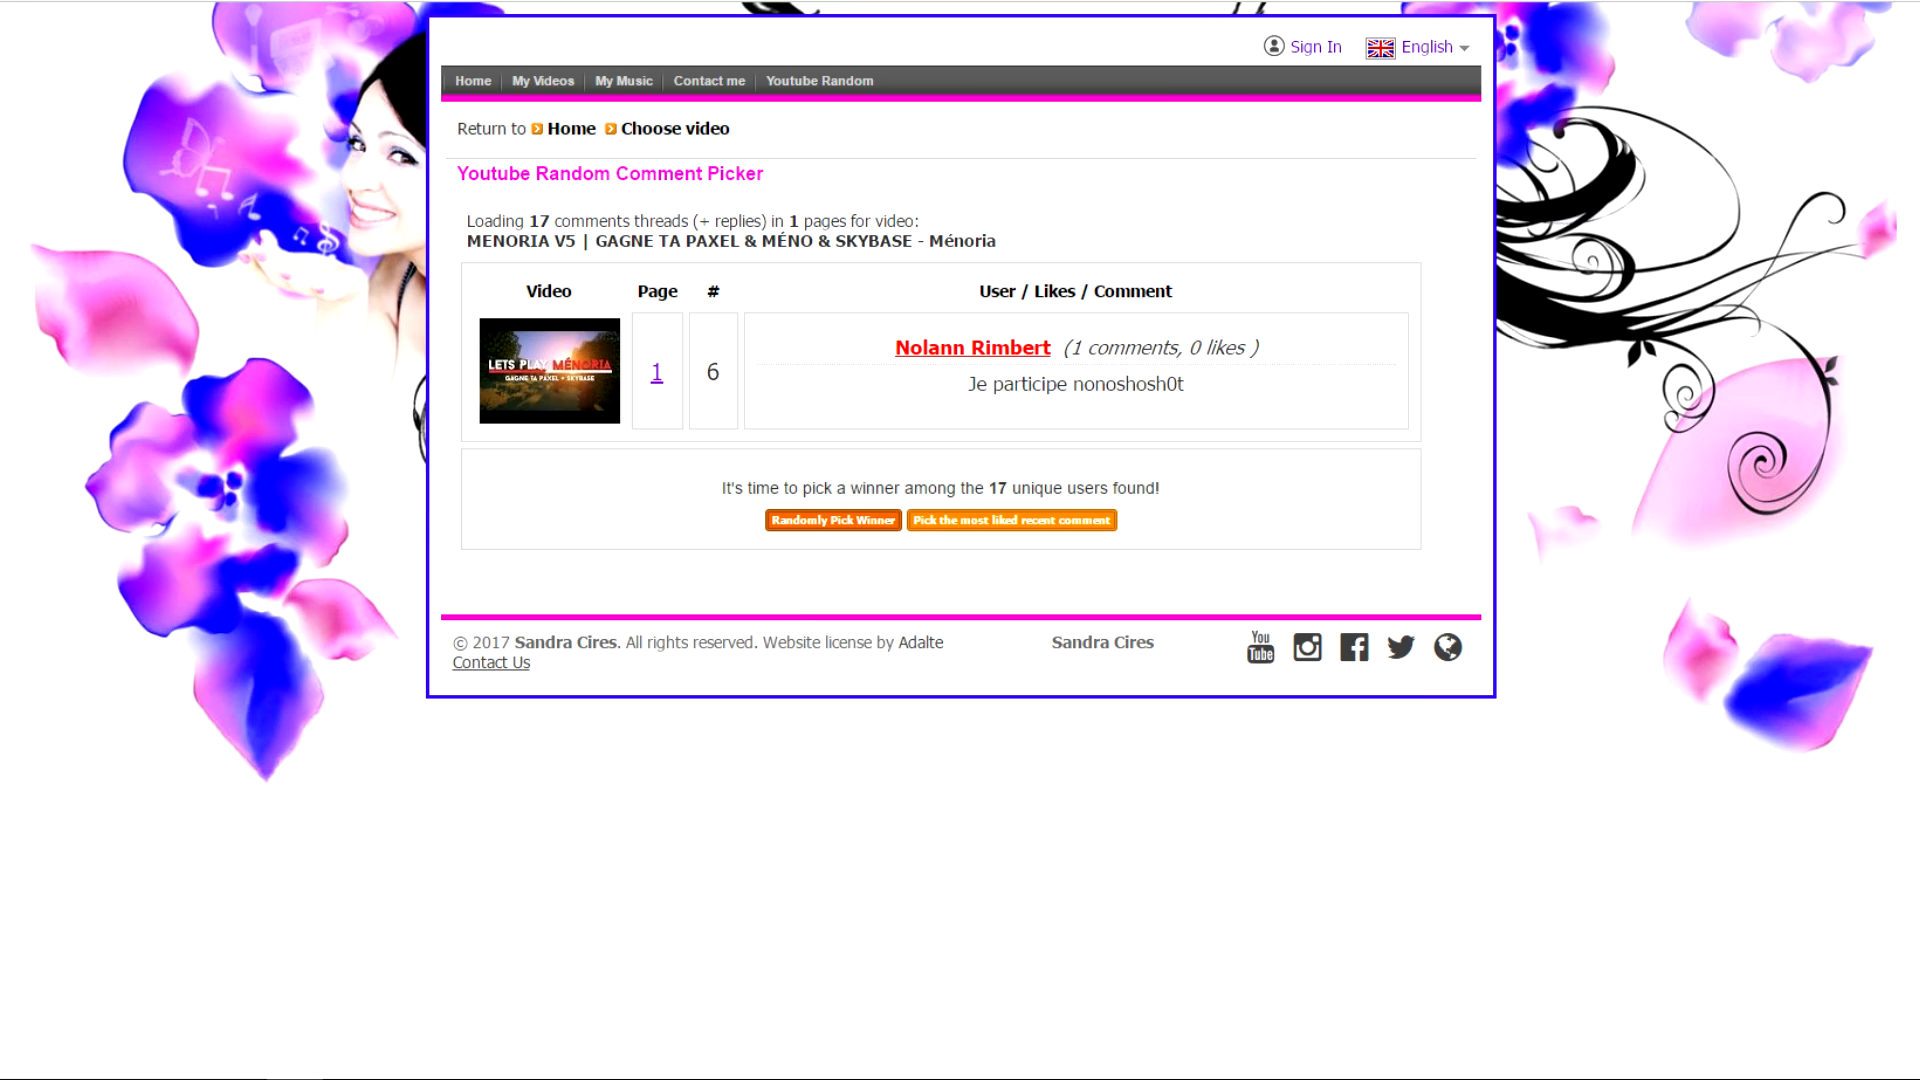 Sign In
English
Home
My Videos
My Music
Contact me
Youtube Random
Return to Home Choose video
Youtube Random Comment Picker
Loading 17 comments threads (+ replies) in 1 pages for video:
MENORIA V5 | GAGNE TA PAXEL & MÉNO & SKYBASE - Ménoria
Video Page # User / Likes / Comment
LETS PLAY MÉNORIA
GAGNE TA PAXEL + SKYBASE
1
6
Nolann Rimbert (1 comments, 0 likes )
Je participe nonoshosh0t
It's time to pick a winner among the 17 unique users found!
Randomly Pick Winner Pick the most liked recent comment
© 2017 Sandra Cires. All rights reserved. Website license by Adalte
Contact Us
Sandra Cires
You
Tube